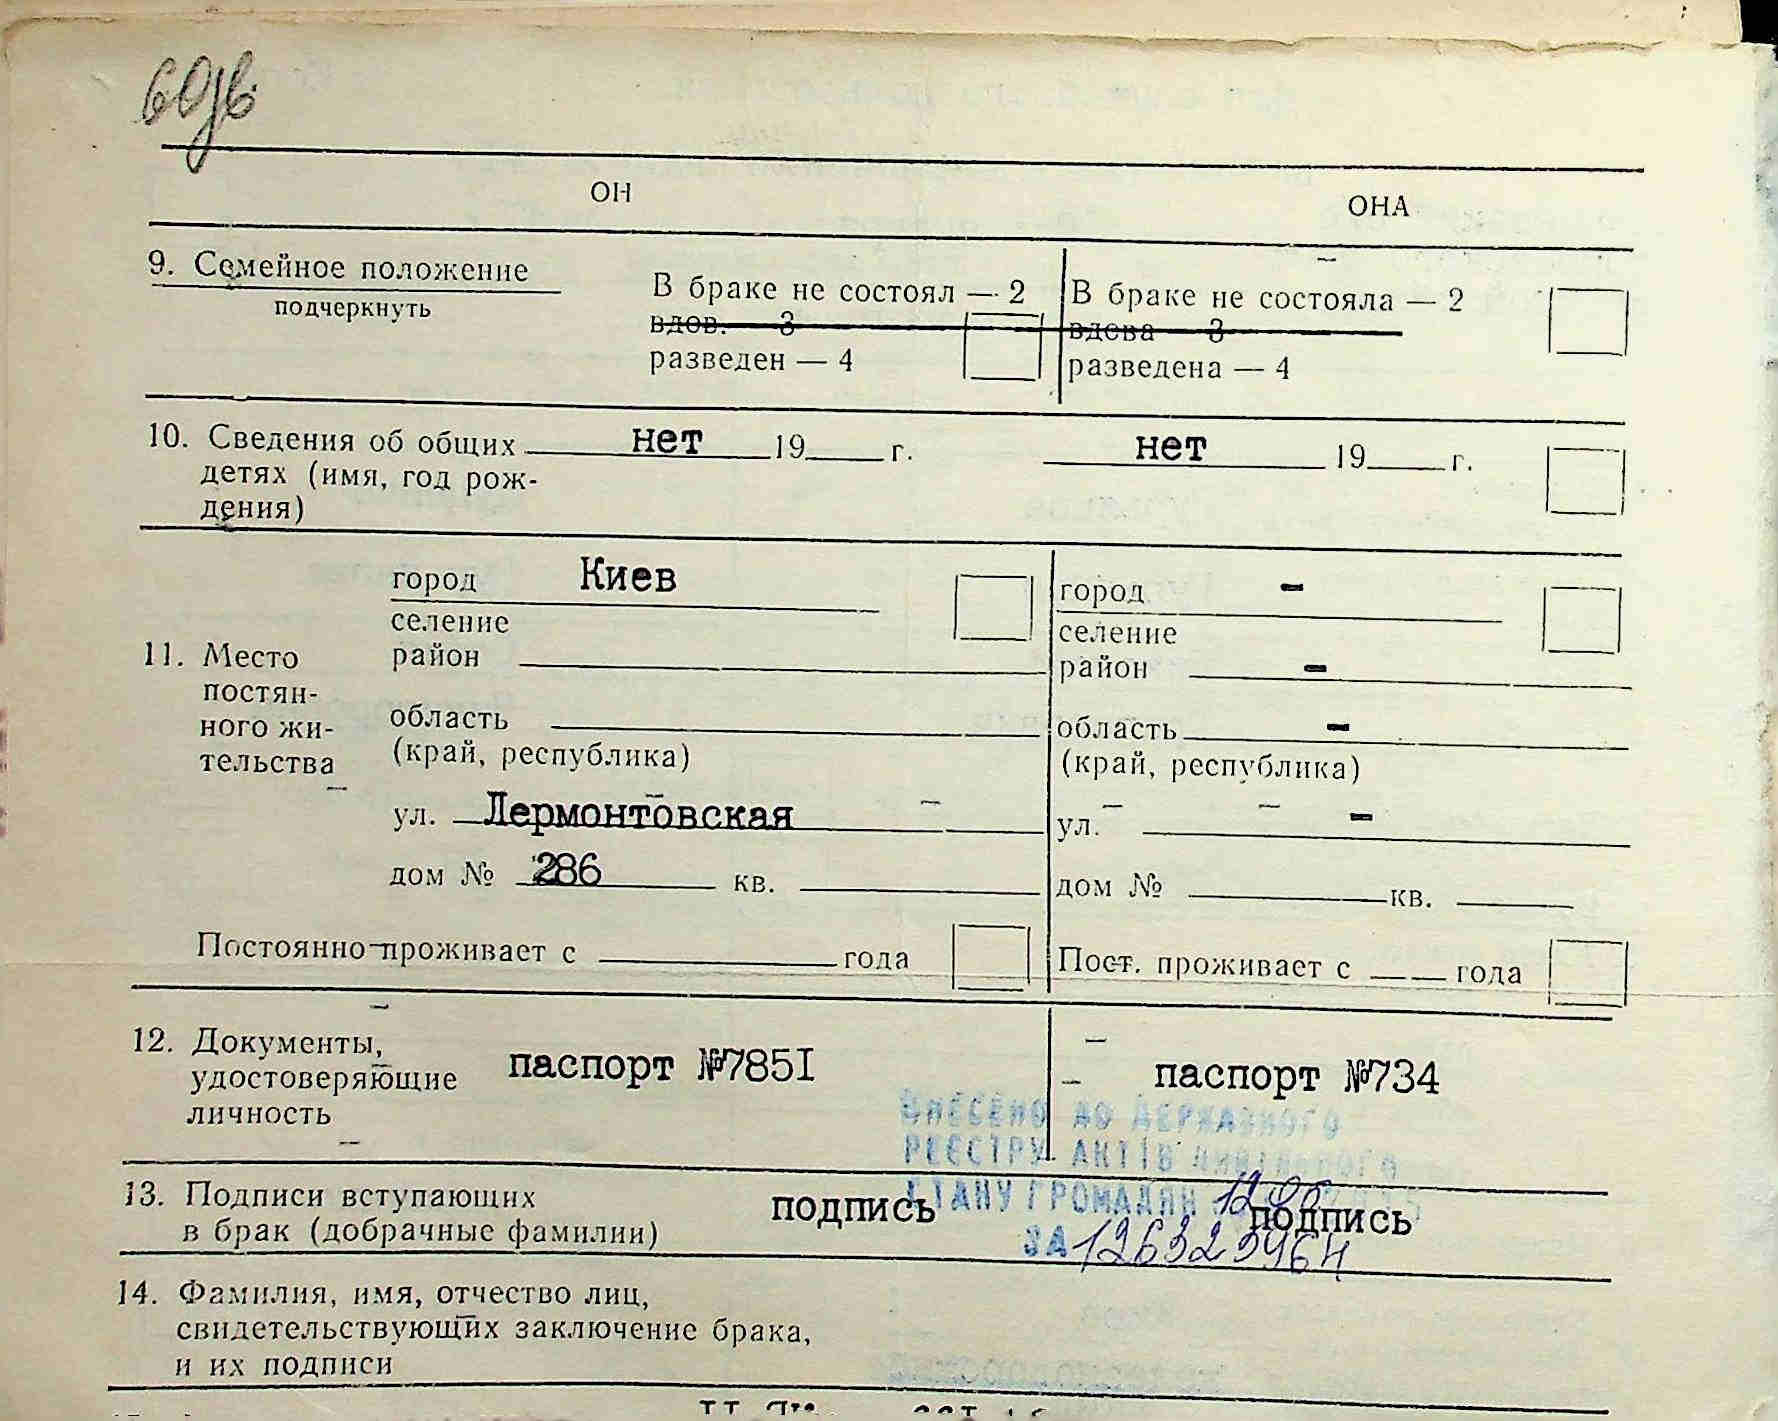 ОН ОНА
9. Семейное положение
подчеркнуть
В браке не состоял — 2 В браке не состояла — 2
вдов. — 3 вдова — 3
разведен — 4 разведена — 4
10. Сведения об общих нет 19 г. нет 19 г.
детях (имя, год рож-
дения)
город Киев город -
селение селение
11. Место район район -
постян-
ного жи- область область -
тельства (край, республика) (край, республика)
ул. Лермонтовская ул. -
дом № 286 кв. дом № кв.
Постоянно проживает с года Пост. проживает с года
12. Документы, паспорт №785I паспорт №734
удостоверяющие
личность
ВНЕСЕНО ДО ДЕРЖАВНОГО
РЕЄСТРУ АКТІВ ЦИВІЛЬНОГО
СТАНУ ГРОМАДЯН
13. Подписи вступающих подпись подпись
в брак (добрачные фамилии)
ЗА
14. Фамилия, имя, отчество лиц,
свидетельствующих заключение брака,
и их подписи